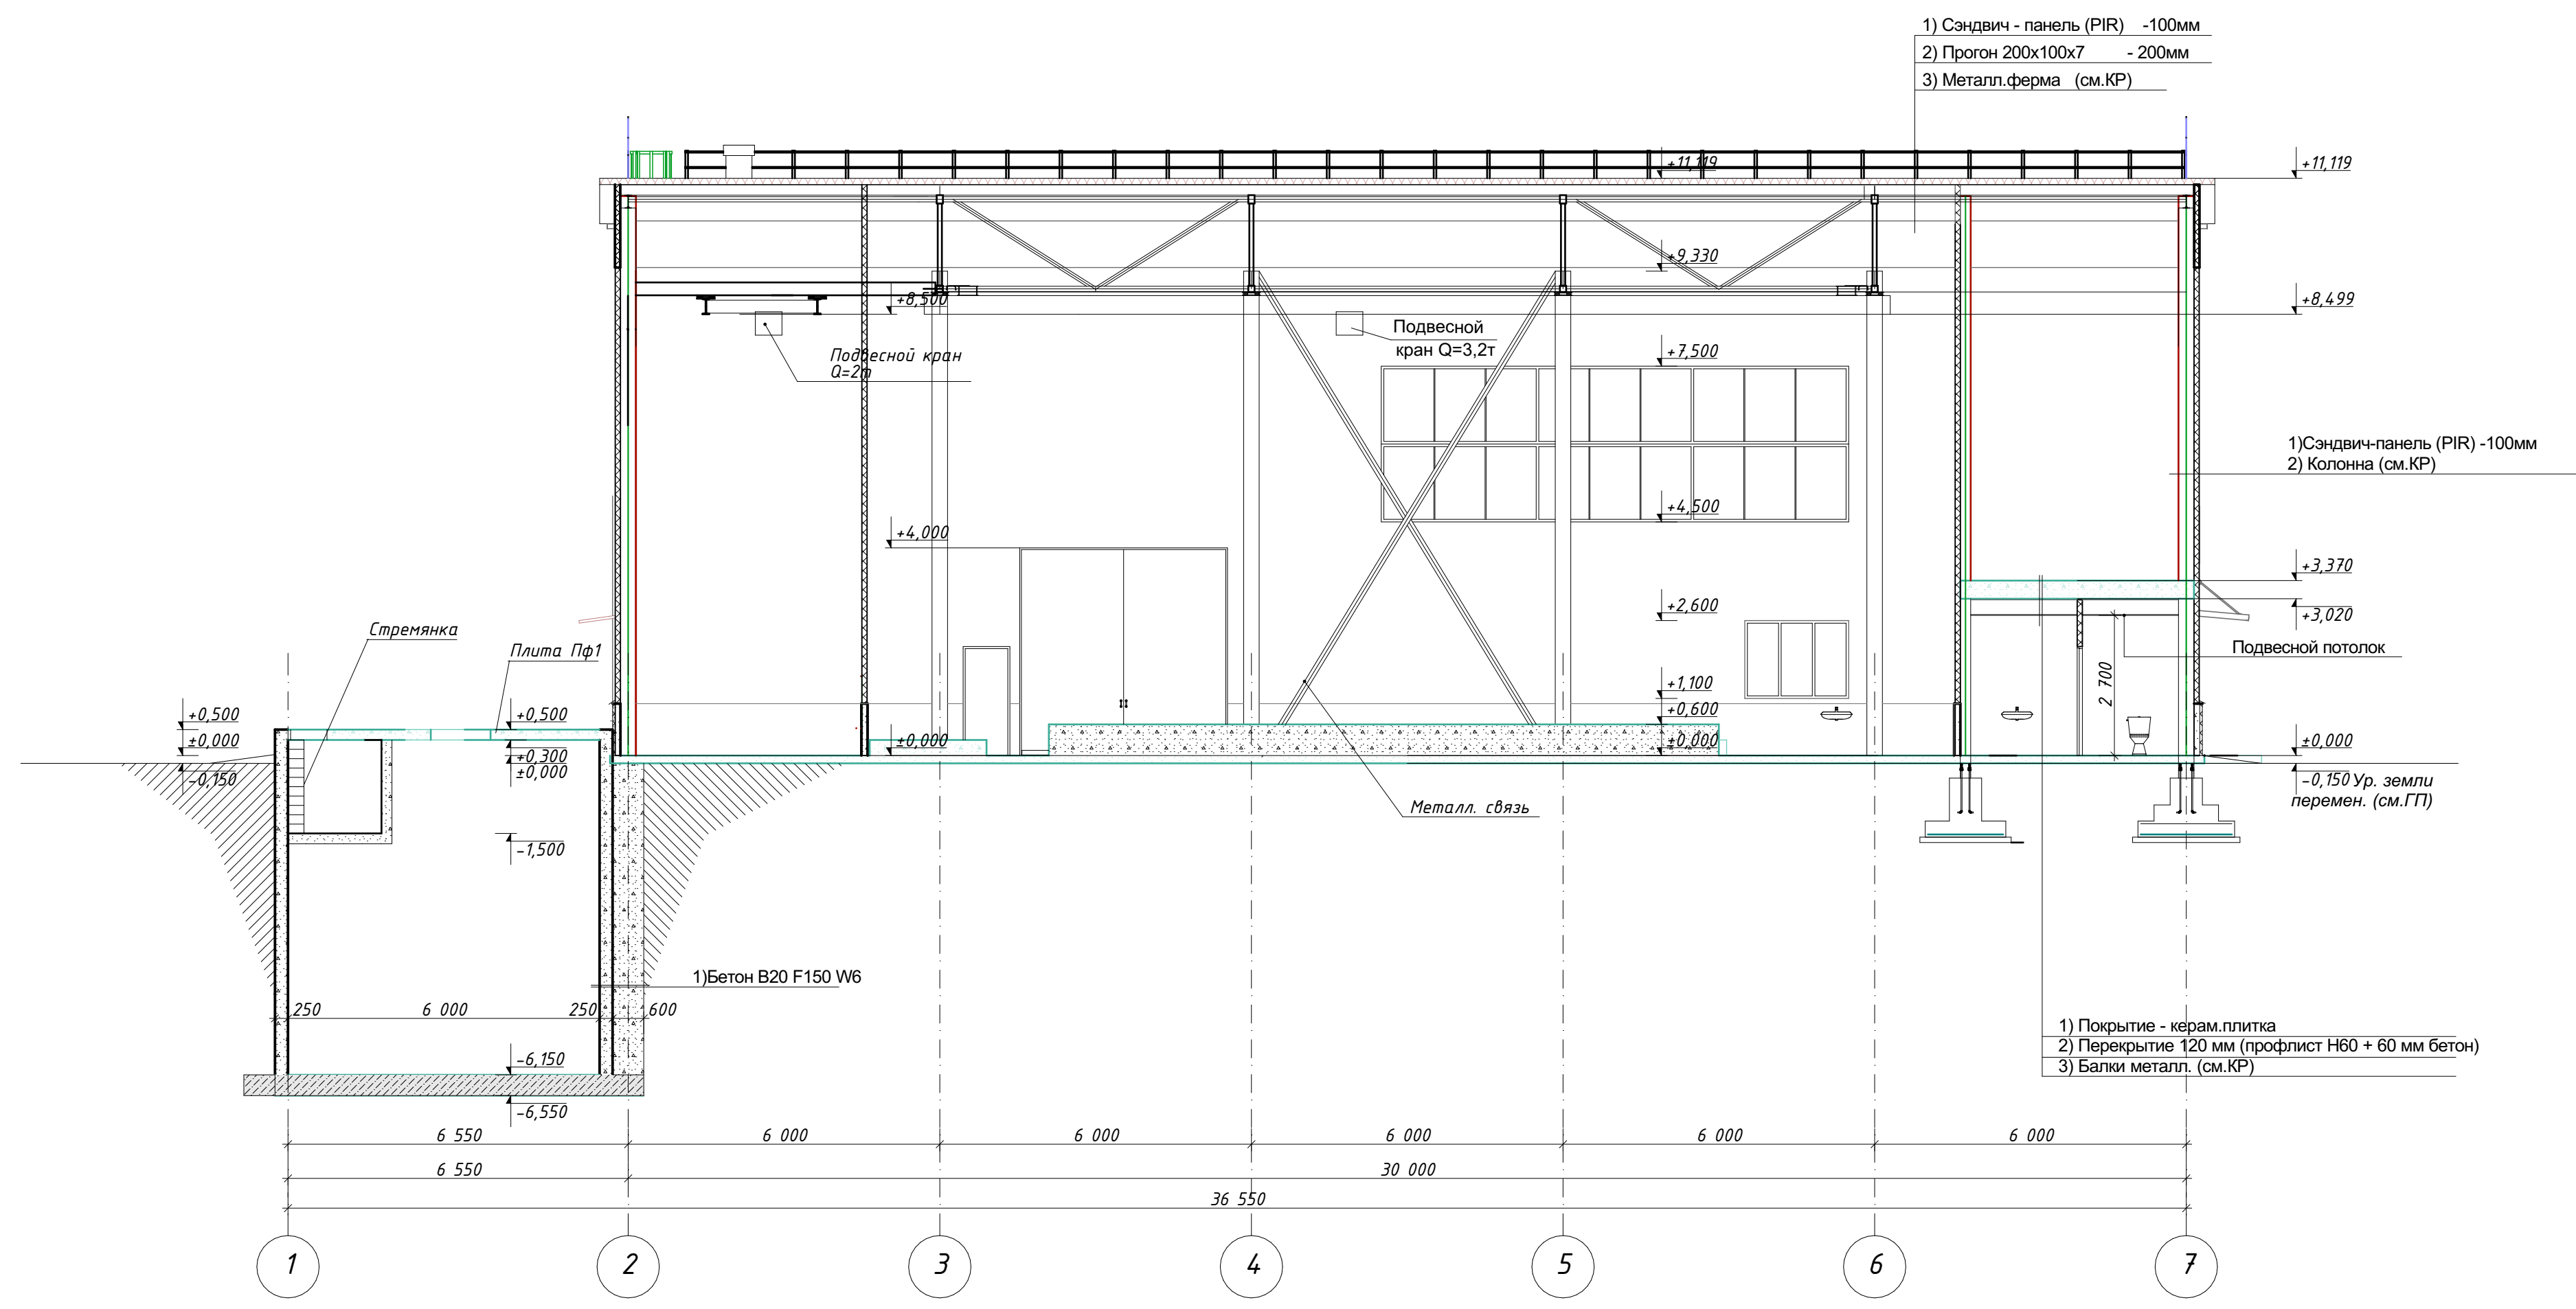 1) Сэндвич - панель (PIR) -100мм
2) Прогон 200х100х7 - 200мм
3) Металл.ферма (см.КР)
+11,119
+11,119
+9,330
+8,500
+8,499
Подвесной кран
Q=2т
Подвесной
кран Q=3,2т
+7,500
1)Сэндвич-панель (PIR) -100мм
2) Колонна (см.КР)
+4,500
+4,000
+3,370
+2,600
+3,020
Стремянка
Плита Пф1
Подвесной потолок
2 700
+1,100
+0,600
+0,500
+0,500
±0,000
±0,000
±0,000
±0,000
+0,300
±0,000
-0,150
-0,150 Ур. земли
перемен. (см.ГП)
Металл. связь
-1,500
1)Бетон В20 F150 W6
250
6 000
250
600
1) Покрытие - керам.плитка
2) Перекрытие 120 мм (профлист Н60 + 60 мм бетон)
3) Балки металл. (см.КР)
-6,150
-6,550
6 550
6 000
6 000
6 000
6 000
6 000
6 550
30 000
36 550
1
2
3
4
5
6
7